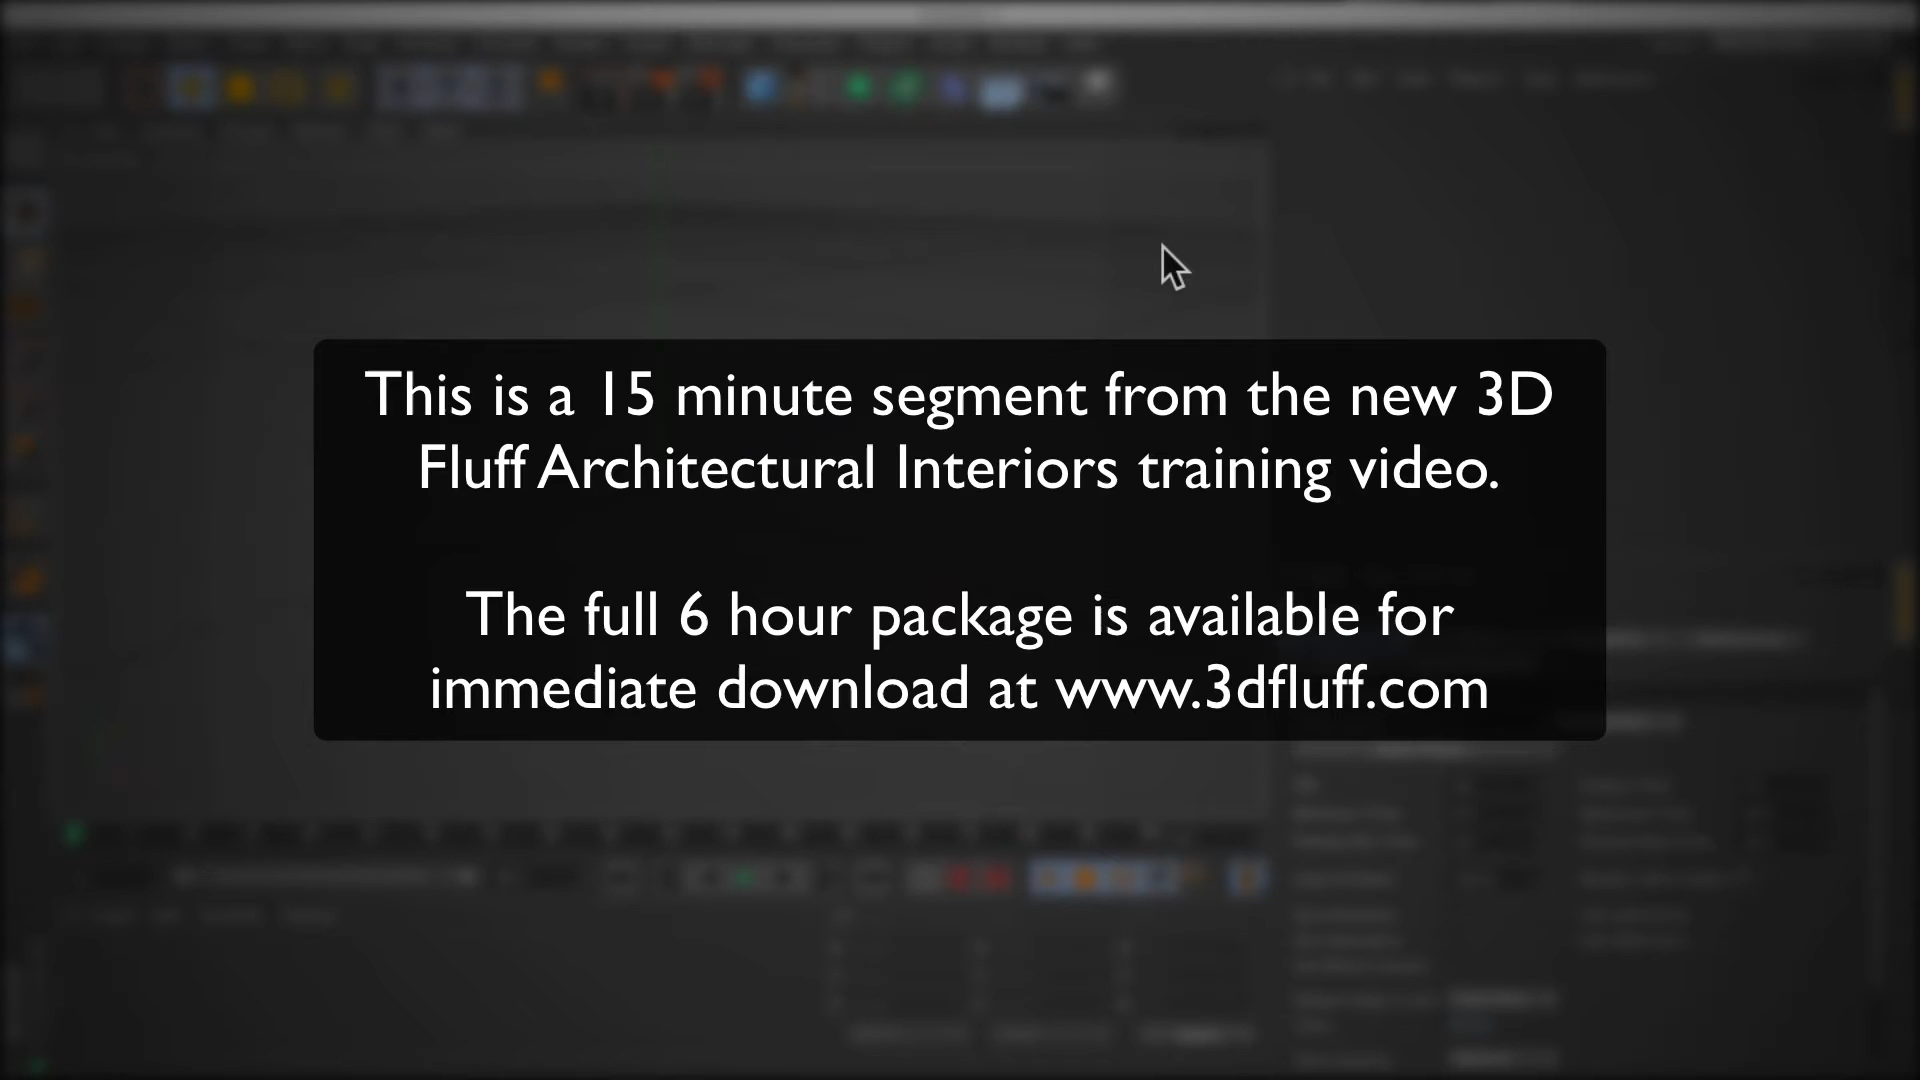 This is a 15 minute segment from the new 3D
Fluff Architectural Interiors training video.
The full 6 hour package is available for
immediate download at www.3dfluff.com